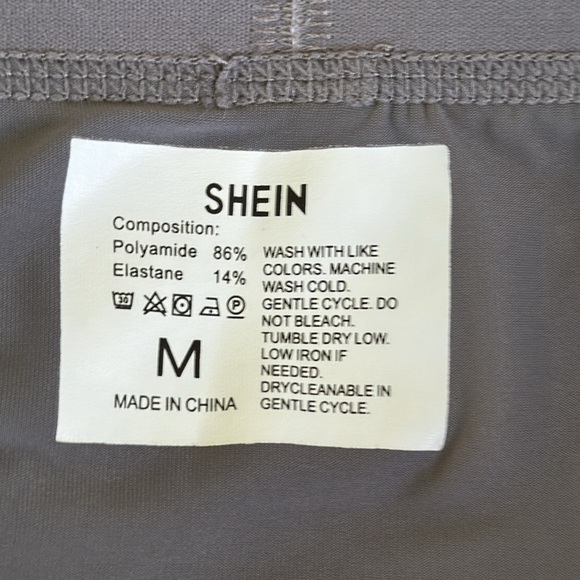 SHEIN
Composition:
Polyamide 86%
Elastane 14%
30
P
M
MADE IN CHINA
WASH WITH LIKE
COLORS. MACHINE
WASH COLD.
GENTLE CYCLE. DO
NOT BLEACH.
TUMBLE DRY LOW.
LOW IRON IF
NEEDED.
DRYCLEANABLE IN
GENTLE CYCLE.